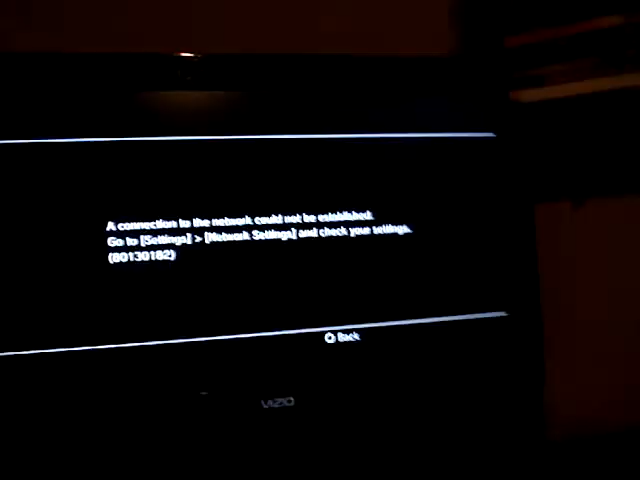 A connection to the network could not be established.
Go to [Settings] > [Network Settings] and check your settings.
(80130182)
Back
VIZIO